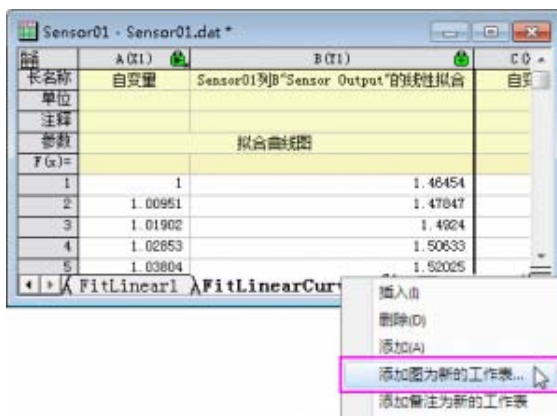 Sensor01 - Sensor01.dat *
A(X1) B(Y1)
长名称 自变量 Sensor01列B"Sensor Output"的线性拟合
单位
注释
参数 拟合曲线图
F(x)=
1 1 1.46454
2 1.00951 1.47847
3 1.01902 1.4924
4 1.02853 1.50633
5 1.03804 1.52025
FitLinear1 FitLinearCur
插入(I)
删除(D)
添加(A)
添加图为新的工作表...
添加备注为新的工作表